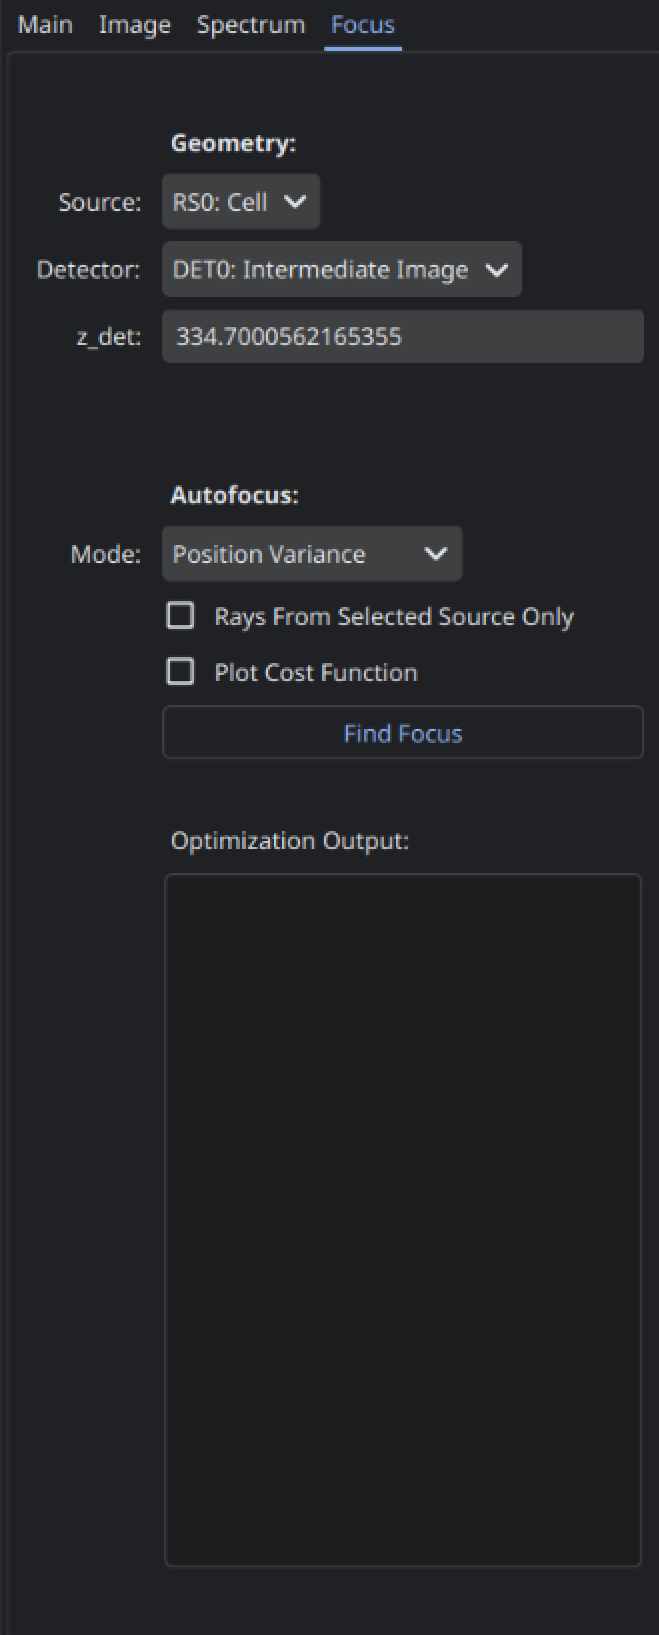 Main Image Spectrum Focus
Geometry:
Source: RS0: Cell
Detector: DET0: Intermediate Image
z_det: 334.7000562165355
Autofocus:
Mode: Position Variance
Rays From Selected Source Only
Plot Cost Function
Find Focus
Optimization Output: